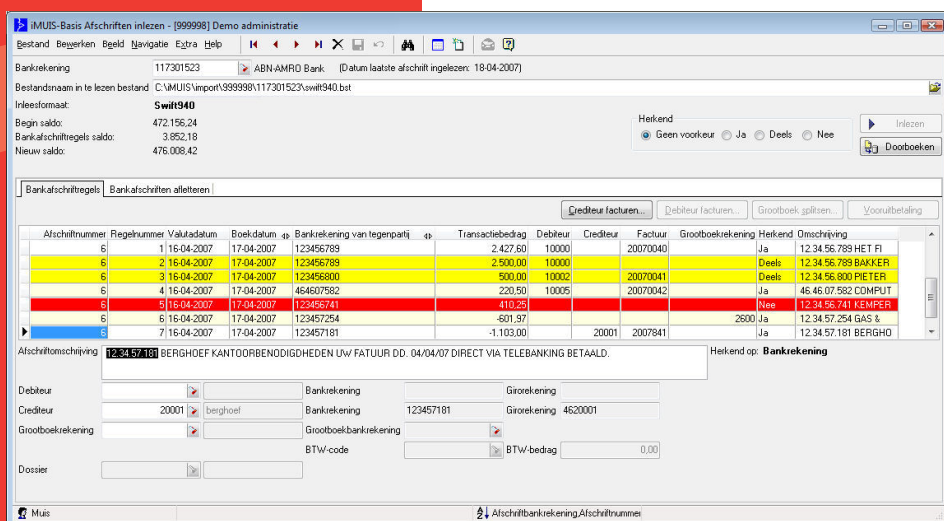 iMUIS-Basis Afschriften inlezen - [999998] Demo administratie
Bestand Bewerken Beeld Navigatie Extra Help
Bankrekening 117301523 ABN-AMRO Bank (Datum laatste afschrift ingelezen: 18-04-2007)
Bestandsnaam in te lezen bestand C:\iMUIS\import\999998\117301523\swift940.bst
Inleesformaat: Swift940
Begin saldo: 472.156,24
Bankafschriftregels saldo: 3.852,18
Nieuw saldo: 476.008,42
Herkend
Geen voorkeur Ja Deels Nee
Inlezen
Doorboeken
Bankafschriftregels Bankafschriften afletteren
Crediteur facturen... Debiteur facturen... Grootboek splitsen... Vooruitbetaling
Afschriftnummer Regelnummer Valutadatum Boekdatum Bankrekening van tegenpartij Transactiebedrag Debiteur Crediteur Factuur Grootboekrekening Herkend Omschrijving
6 1 16-04-2007 17-04-2007 123456789 2.427,60 10000 20070040 Ja 12.34.56.789 HET FI
6 2 16-04-2007 17-04-2007 123456789 2.500,00 10000 Deels 12.34.56.789 BAKKER
6 3 16-04-2007 17-04-2007 123456800 500,00 10002 20070041 Deels 12.34.56.800 PIETER
6 4 16-04-2007 17-04-2007 464607582 220,50 10005 20070042 Ja 46.46.07.582 COMPUT
6 5 16-04-2007 17-04-2007 123456741 410,25 Nee 12.34.56.741 KEMPER
6 6 16-04-2007 17-04-2007 123457254 -601,97 2600 Ja 12.34.57.254 GAS &
6 7 16-04-2007 17-04-2007 123457181 -1.103,00 20001 2007841 Ja 12.34.57.181 BERGHO
Afschriftomschrijving 12.34.57.181 BERGHOEF KANTOORBENODIGDHEDEN UW FATUUR DD. 04/04/07 DIRECT VIA TELEBANKING BETAALD. Herkend op: Bankrekening
Debiteur Bankrekening Girorekening
Crediteur 20001 berghoef Bankrekening 123457181 Girorekening 4620001
Grootboekrekening Grootboekbankrekening
BTW-code BTW-bedrag 0,00
Dossier
Muis Afschriftbankrekening,Afschriftnummer